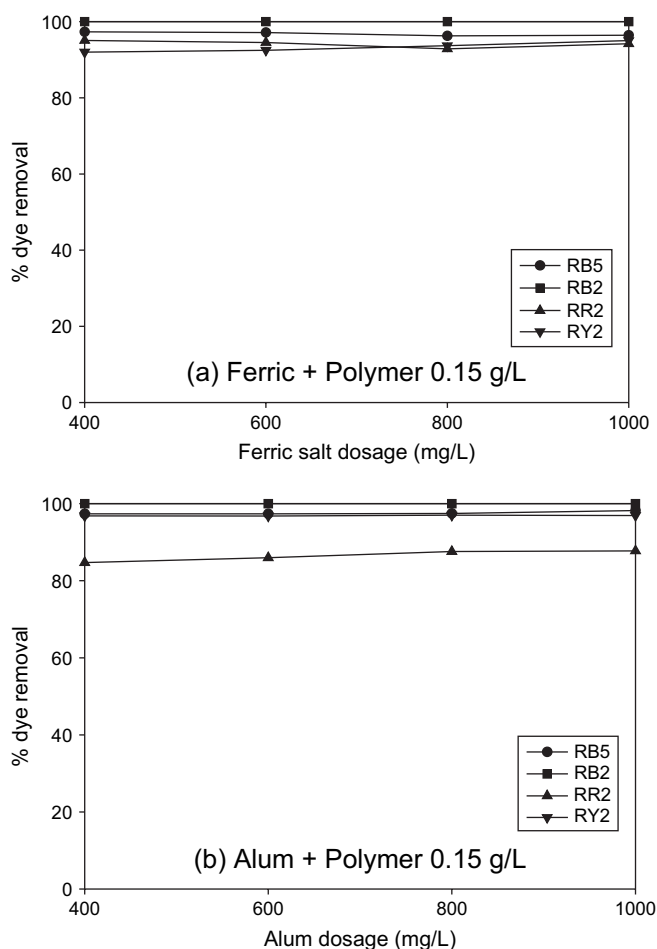 100
80
60
40
20
0
% dye removal
RB5
RB2
RR2
RY2
(a) Ferric + Polymer 0.15 g/L
400 600 800 1000
Ferric salt dosage (mg/L)
100
80
60
40
20
0
% dye removal
RB5
RB2
RR2
RY2
(b) Alum + Polymer 0.15 g/L
400 600 800 1000
Alum dosage (mg/L)